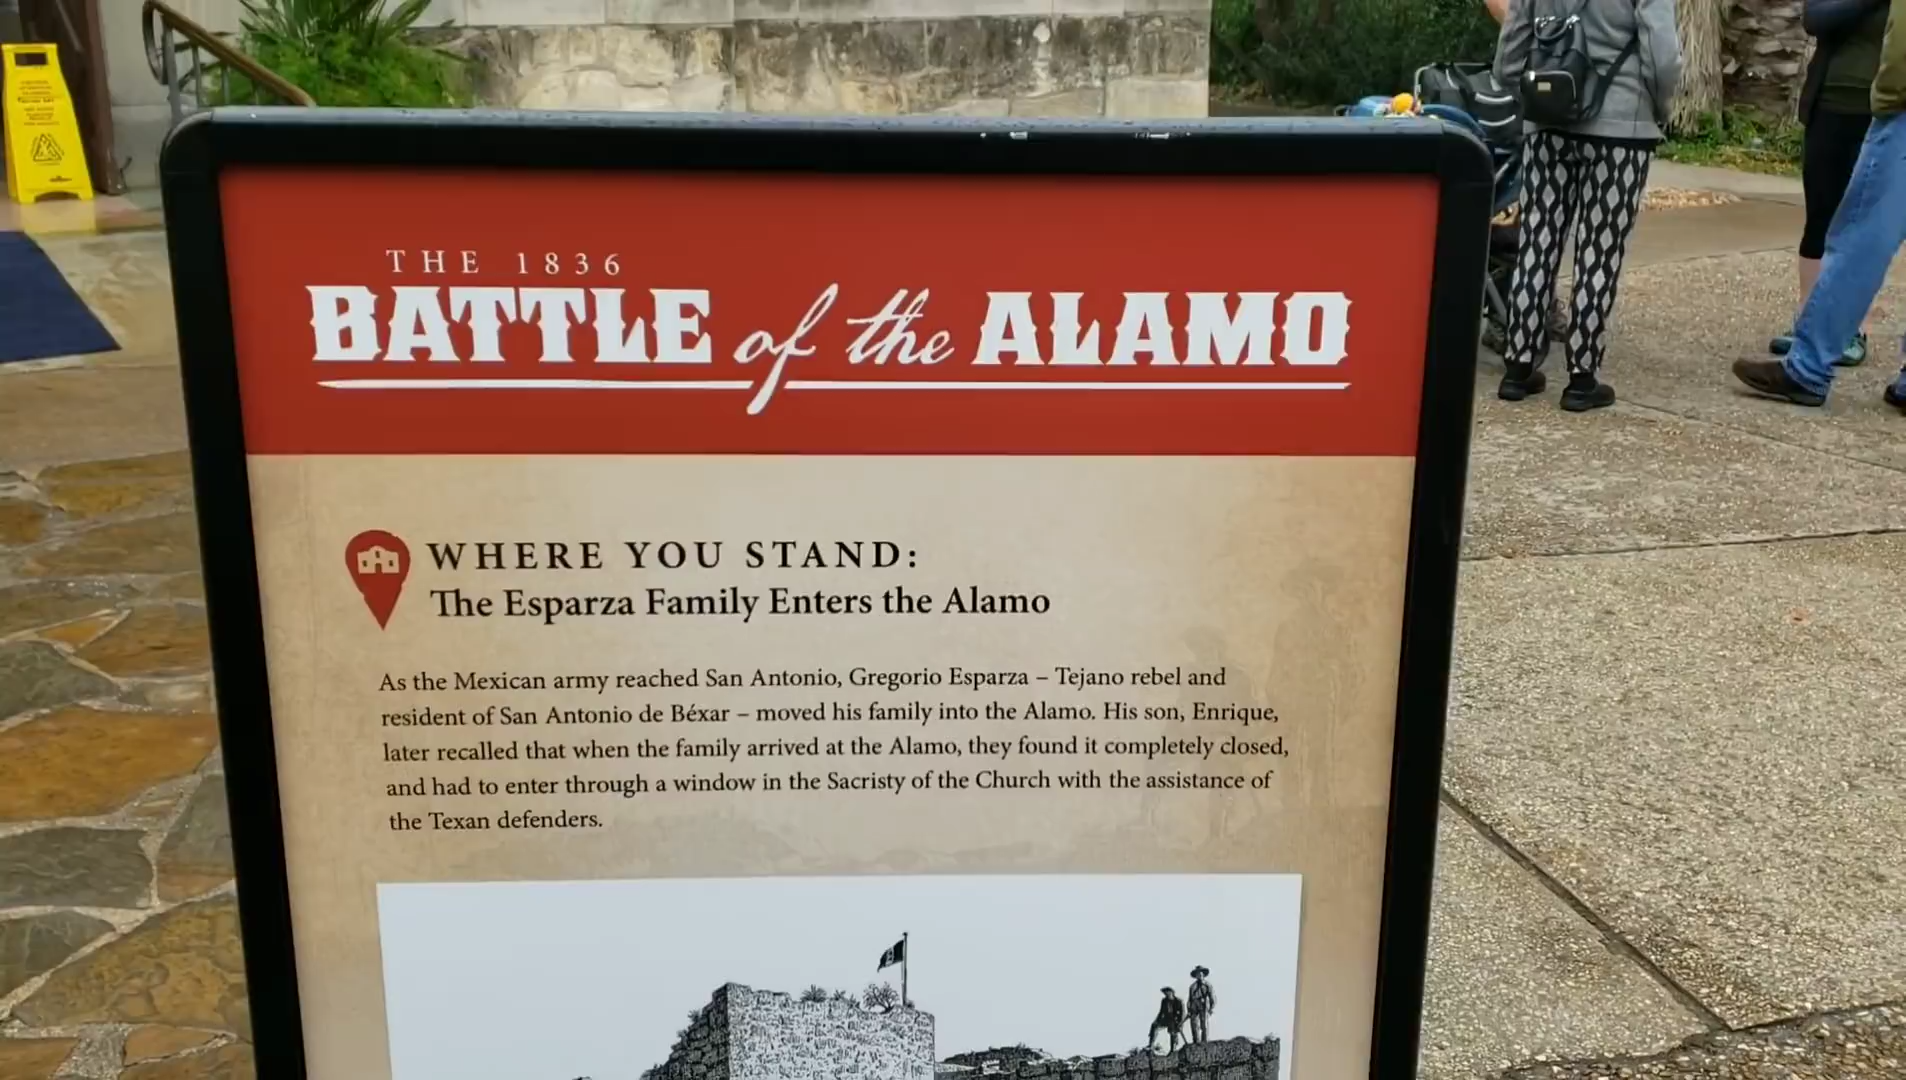 THE 1836
BATTLE of the ALAMO
WHERE YOU STAND:
The Esparza Family Enters the Alamo
As the Mexican army reached San Antonio, Gregorio Esparza – Tejano rebel and
resident of San Antonio de Béxar – moved his family into the Alamo. His son, Enrique,
later recalled that when the family arrived at the Alamo, they found it completely closed,
and had to enter through a window in the Sacristy of the Church with the assistance of
the Texan defenders.